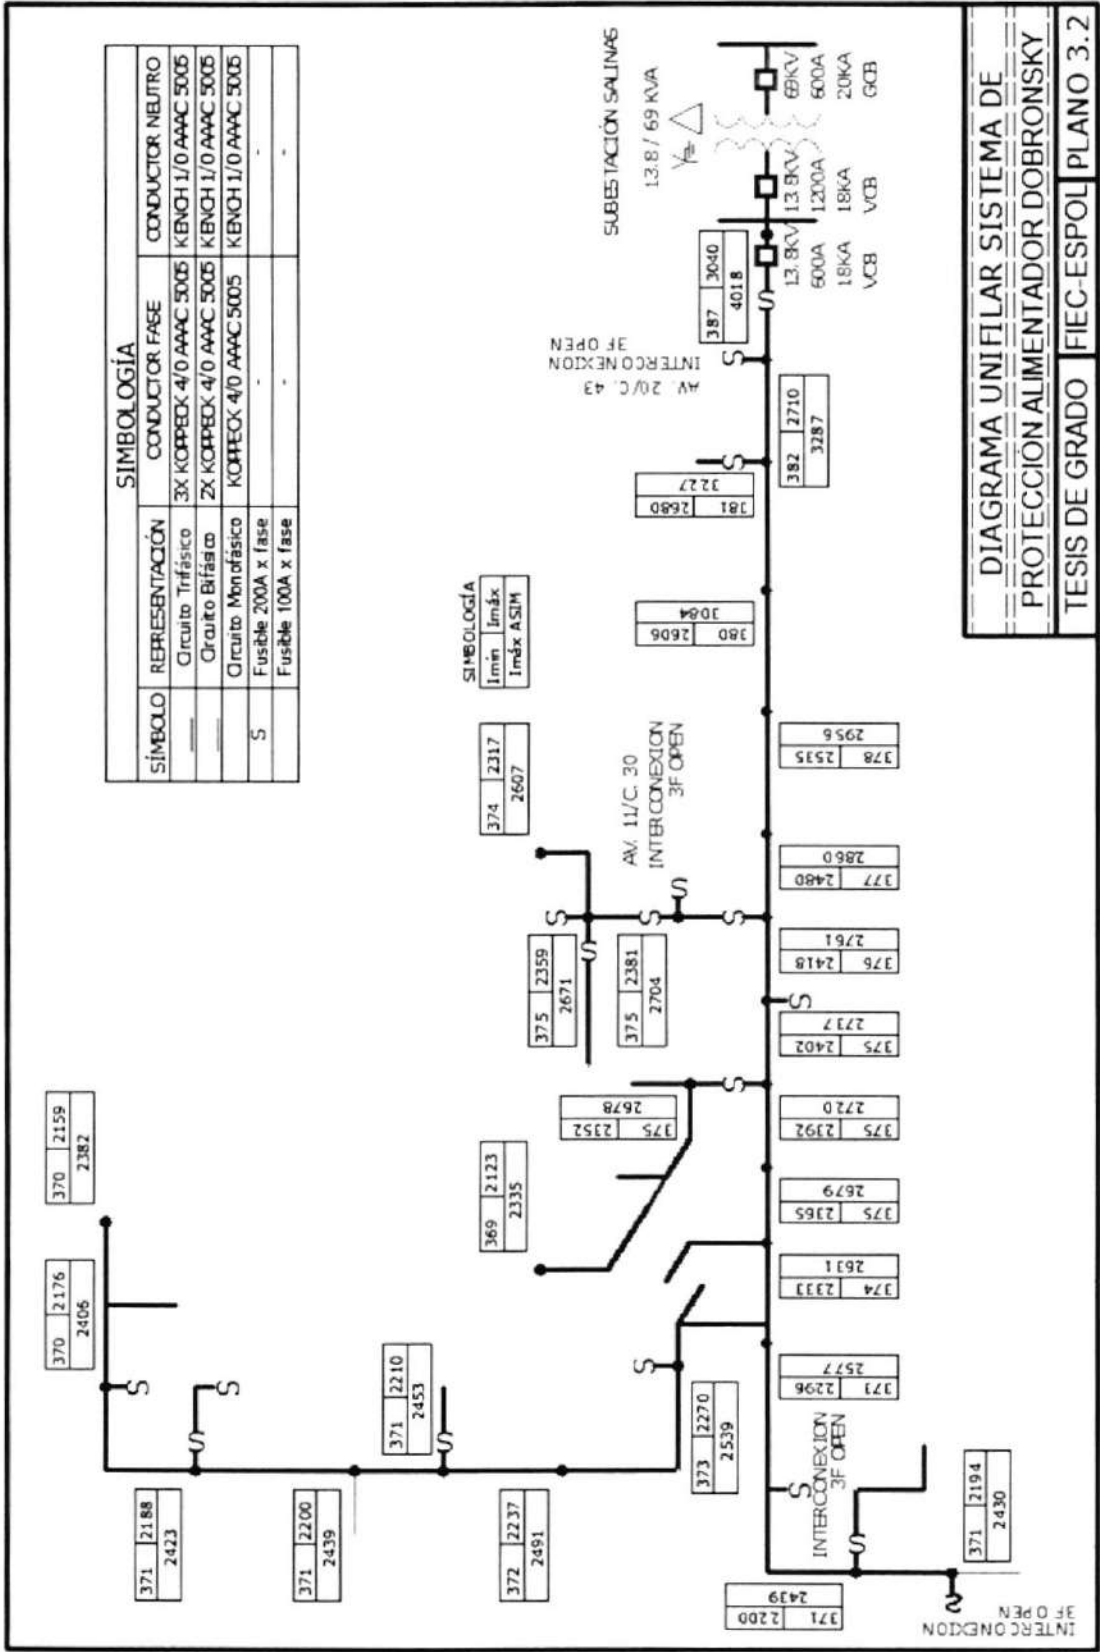 SIMBOLOGÍA
SÍMBOLO REPRESENTACIÓN CONDUCTOR FASE CONDUCTOR NEUTRO
Circuito Trifásico 3X KOPPECK 4/0 AAAC 5005 KENCH 1/0 AAAC 5005
Circuito Bifásico 2X KOPPECK 4/0 AAAC 5005 KENCH 1/0 AAAC 5005
Circuito Monofásico KOPPECK 4/0 AAAC 5005 KENCH 1/0 AAAC 5005
S Fusible 200A x fase - -
Fusible 100A x fase - -
SUBESTACIÓN SALINAS
13.8 / 69 KVA
69KV
600A
20KA
GCB
13.8KV
1200A
18KA
VCB
13.8KV
600A
18KA
VCB
387 3040
4018
S
AV. 20/C. 43
INTERCONEXION
3F OPEN
S
382 2710
3287
S
381 2680
3227
380 2606
3084
SIMBOLOGÍA
Imín Imáx
Imáx ASIM
378 2535
2956
377 2480
2860
374 2317
2607
AV. 11/C. 30
INTERCONEXION
3F OPEN
S
S
S
S
S
375 2359
2671
375 2381
2704
376 2418
2761
S
375 2402
2737
S
375 2352
2678
375 2392
2720
369 2123
2335
375 2365
2679
374 2333
2631
373 2296
2577
370 2159
2382
370 2176
2406
S
S
S
371 2210
2453
S
S
373 2270
2539
371 2188
2423
371 2200
2439
372 2237
2491
INTERCONEXION
3F OPEN
S
S
371 2194
2430
371 2200
2439
S
INTERCONEXION
3F OPEN
DIAGRAMA UNIFILAR SISTEMA DE
PROTECCIÓN ALIMENTADOR DOBRONSKY
TESIS DE GRADO FIEC-ESPOL PLANO 3.2